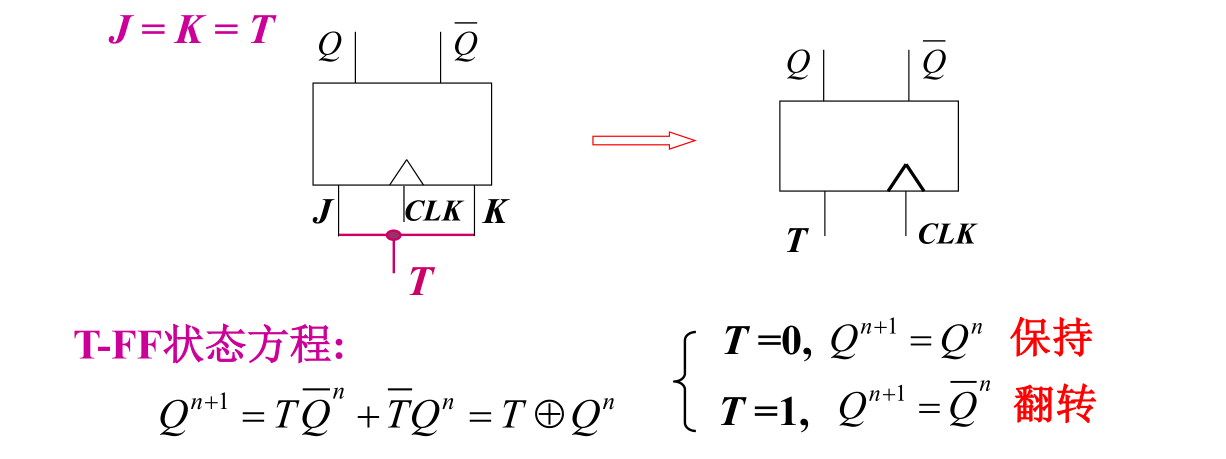 J = K = T
Q Q̅
Q Q̅
J CLK K
T
T CLK
T-FF状态方程:
Qⁿ⁺¹ = TQ̅ⁿ + T̅Qⁿ = T ⊕ Qⁿ
T =0, Qⁿ⁺¹ = Qⁿ 保持
T =1, Qⁿ⁺¹ = Q̅ⁿ 翻转